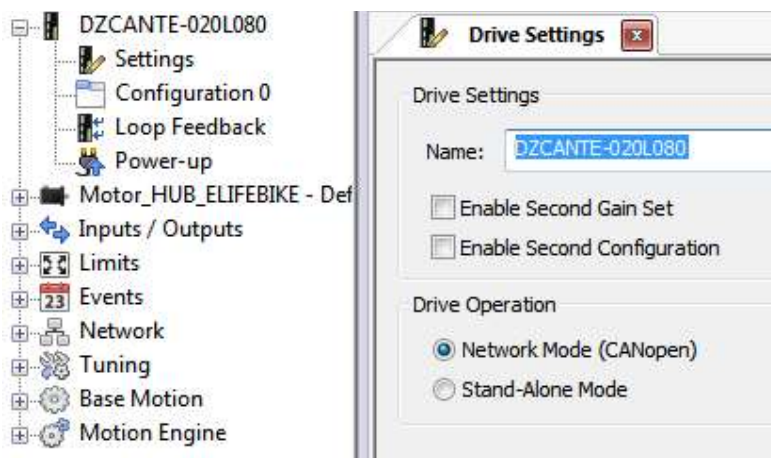 DZCANTE-020L080
Settings
Configuration 0
Loop Feedback
Power-up
Motor_HUB_ELIFEBIKE - Def
Inputs / Outputs
Limits
23 Events
Network
Tuning
Base Motion
Motion Engine
Drive Settings
Drive Settings
Name: DZCANTE-020L080
Enable Second Gain Set
Enable Second Configuration
Drive Operation
Network Mode (CANopen)
Stand-Alone Mode